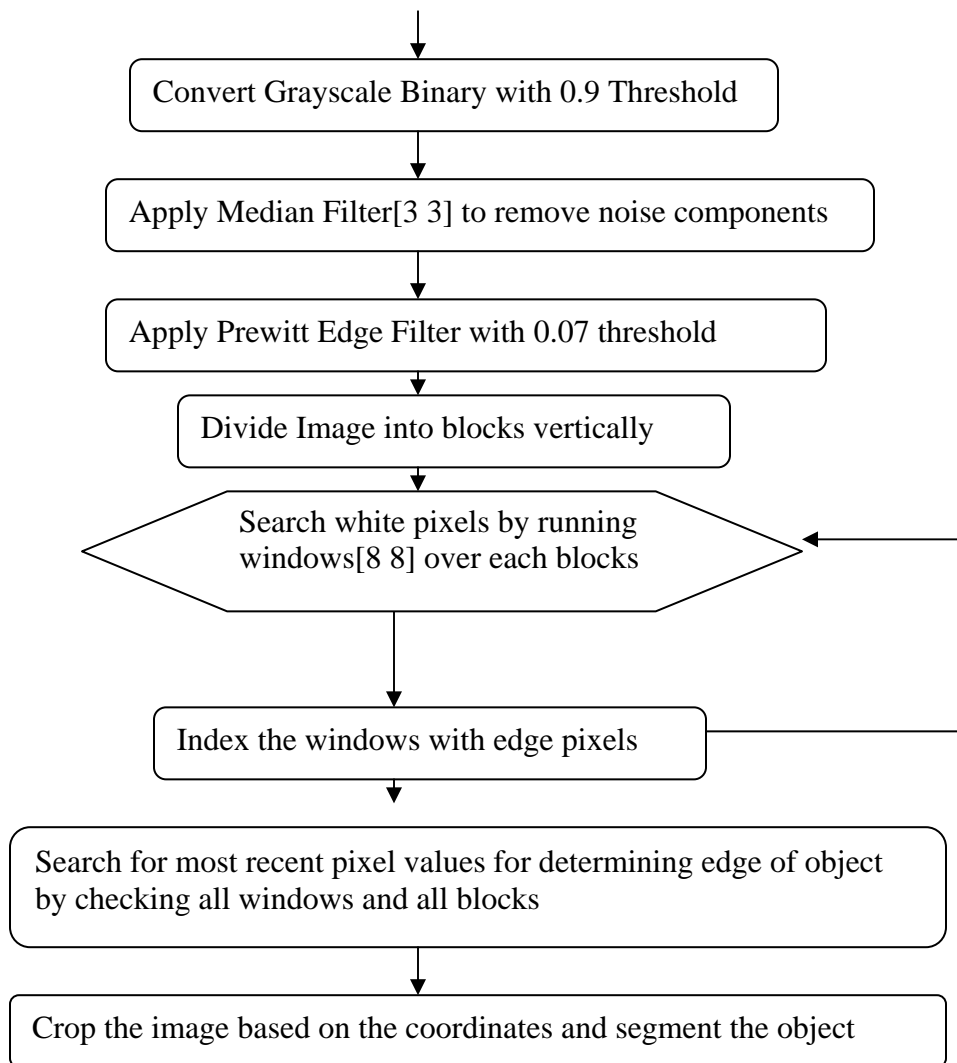 Convert Grayscale Binary with 0.9 Threshold
Apply Median Filter[3 3] to remove noise components
Apply Prewitt Edge Filter with 0.07 threshold
Divide Image into blocks vertically
Search white pixels by running
windows[8 8] over each blocks
Index the windows with edge pixels
Search for most recent pixel values for determining edge of object
by checking all windows and all blocks
Crop the image based on the coordinates and segment the object